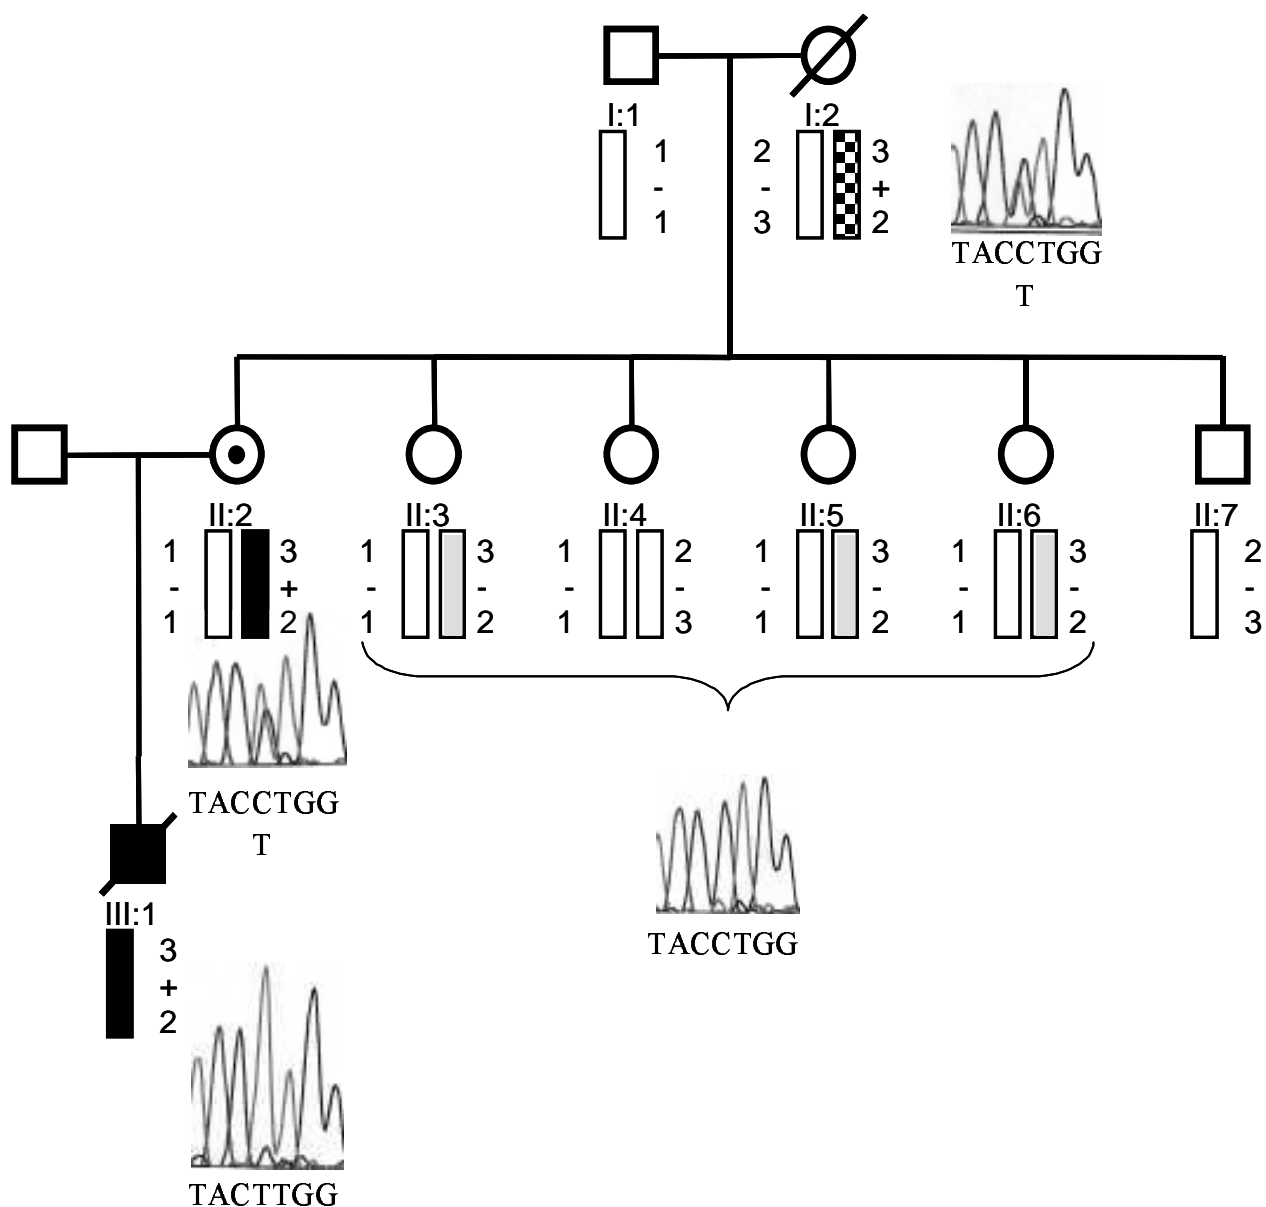 I:1
I:2
1 2 3
- - +
1 3 2
TACCTGG
T
II:2
II:3
II:4
II:5
II:6
II:7
1 3 1 3 1 2 1 3 1 3 2
- + - - - - - - - - -
1 2 1 2 1 3 1 2 1 2 3
TACCTGG
T
TACCTGG
III:1
3
+
2
TACTTGG